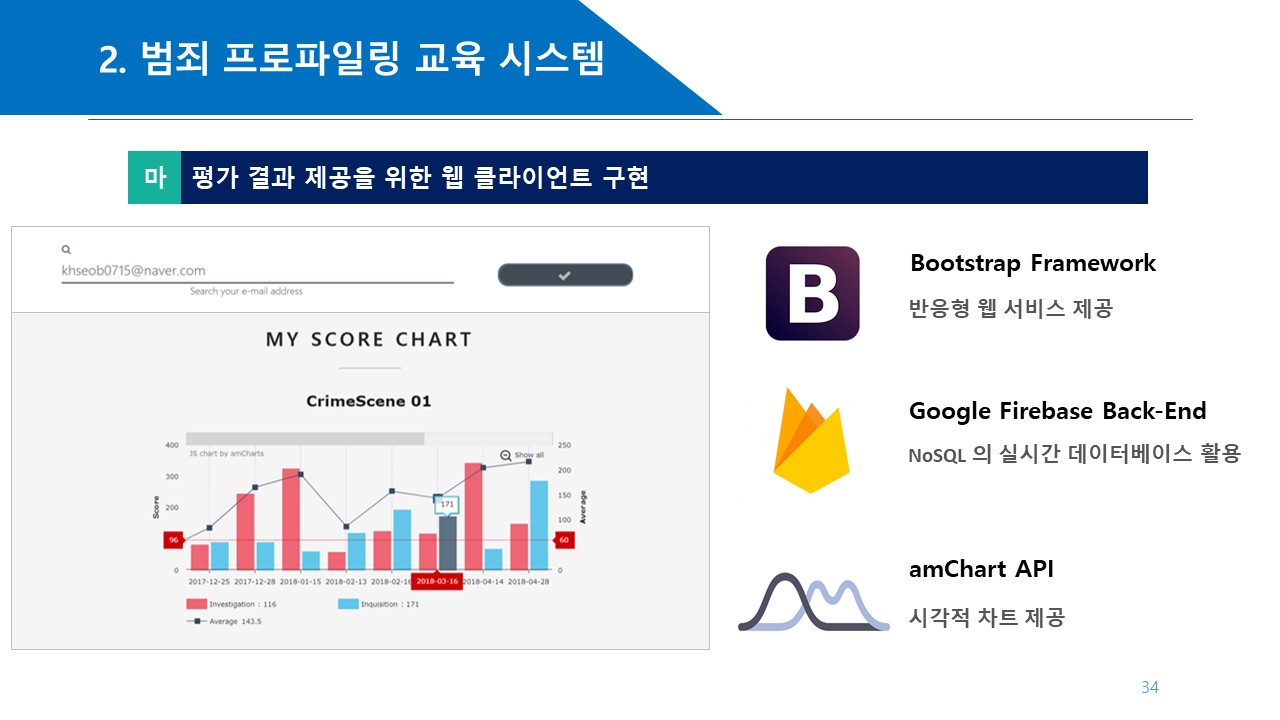 2. 범죄 프로파일링 교육 시스템
마 평가 결과 제공을 위한 웹 클라이언트 구현
khseob0715@naver.com
Search your e-mail address
MY SCORE CHART
CrimeScene 01
JS chart by amCharts
Show all
400
300
200
0
Score
96
250
200
150
100
0
Average
60
171
2017-12-25 2017-12-28 2018-01-15 2018-02-13 2018-02-16 2018-03-16 2018-04-14 2018-04-28
Investigation : 116 Inquisition : 171
Average 143.5
B
Bootstrap Framework
반응형 웹 서비스 제공
Google Firebase Back-End
NoSQL 의 실시간 데이터베이스 활용
amChart API
시각적 차트 제공
34